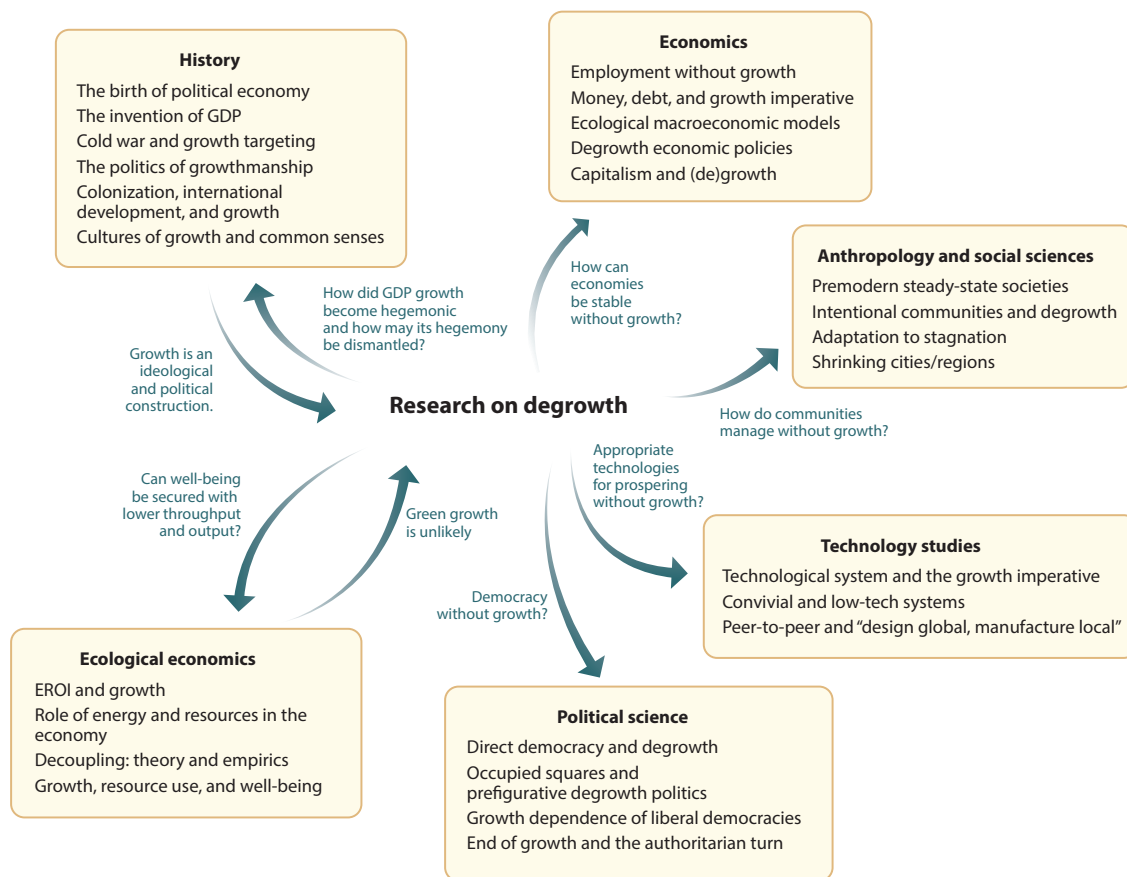 History
The birth of political economy
The invention of GDP
Cold war and growth targeting
The politics of growthmanship
Colonization, international
development, and growth
Cultures of growth and common senses
Economics
Employment without growth
Money, debt, and growth imperative
Ecological macroeconomic models
Degrowth economic policies
Capitalism and (de)growth
Anthropology and social sciences
Premodern steady-state societies
Intentional communities and degrowth
Adaptation to stagnation
Shrinking cities/regions
How did GDP growth
become hegemonic
and how may its hegemony
be dismantled?
How can
economies
be stable
without growth?
Growth is an
ideological
and political
construction.
Research on degrowth
How do communities
manage without growth?
Can well-being
be secured with
lower throughput
and output?
Green growth
is unlikely
Appropriate
technologies
for prospering
without growth?
Democracy
without growth?
Technology studies
Technological system and the growth imperative
Convivial and low-tech systems
Peer-to-peer and “design global, manufacture local”
Ecological economics
EROI and growth
Role of energy and resources in the
economy
Decoupling: theory and empirics
Growth, resource use, and well-being
Political science
Direct democracy and degrowth
Occupied squares and
prefigurative degrowth politics
Growth dependence of liberal democracies
End of growth and the authoritarian turn